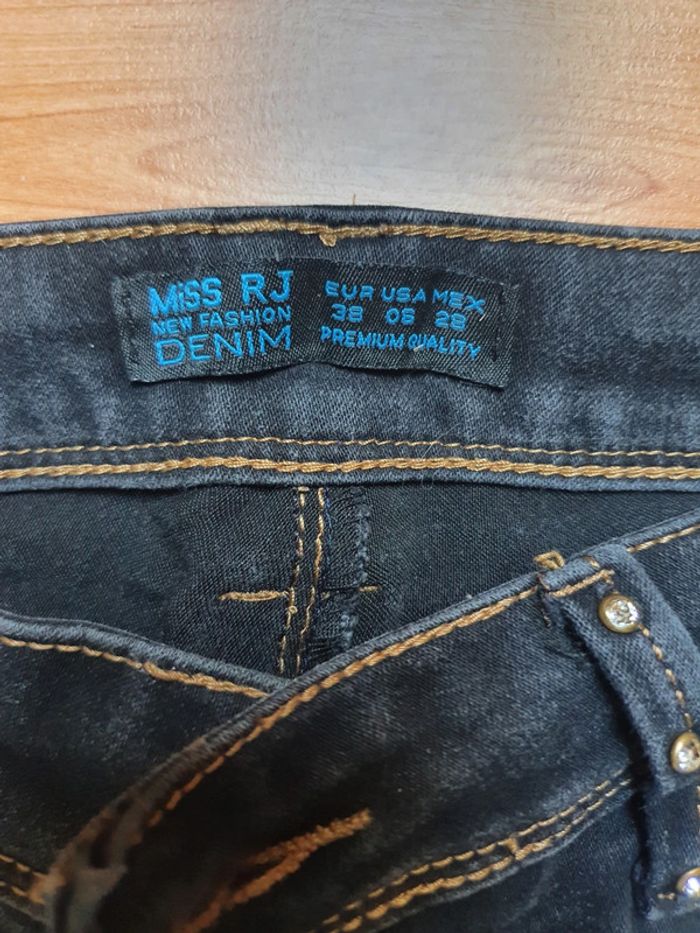 MiSS RJ
NEW FASHION
DENIM
EUR USA MEX
38 06 28
PREMIUM QUALITY